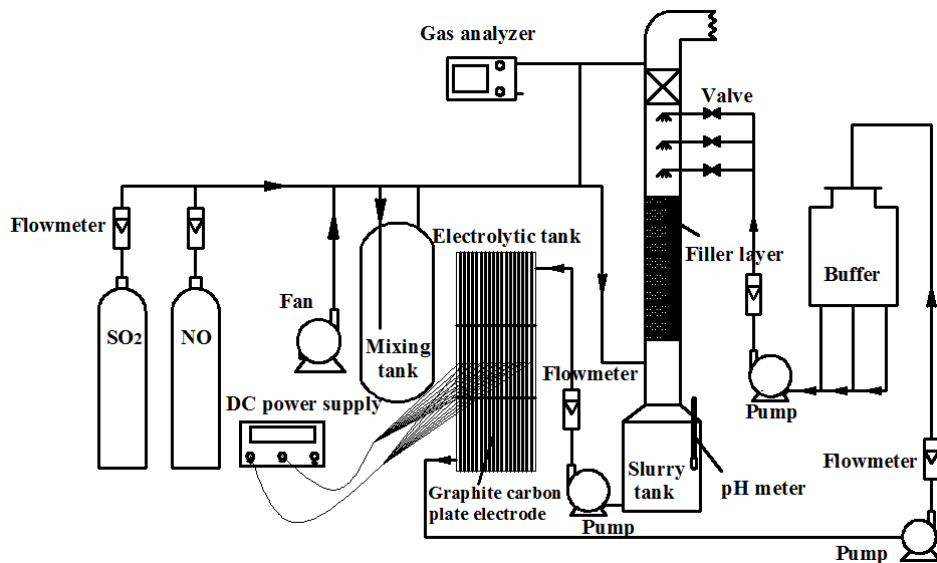 Gas analyzer
Valve
Flowmeter
Electrolytic tank
Filler layer
Buffer
Fan
SO2
NO
Mixing
tank
Flowmeter
DC power supply
Pump
Flowmeter
Slurry
tank
pH meter
Graphite carbon
plate electrode
Pump
Pump